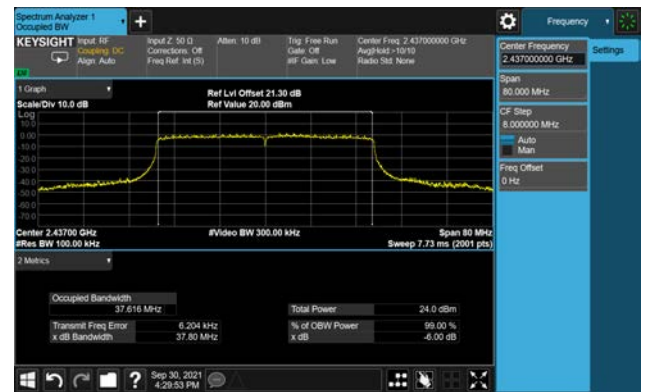 Spectrum Analyzer 1
Occupied BW
Frequency
KEYSIGHT
Input: RF
Coupling: DC
Align: Auto
Input Z: 50 Ω
Corrections: Off
Freq Ref: Int (S)
Atten: 10 dB
Trig: Free Run
Gate: Off
#IF Gain: Low
Center Freq: 2.437000000 GHz
Avg|Hold:>10/10
Radio Std: None
Center Frequency
2.437000000 GHz
Settings
Span
80.000 MHz
CF Step
8.000000 MHz
Auto
Man
Freq Offset
0 Hz
1 Graph
Scale/Div 10.0 dB
Ref Lvl Offset 21.30 dB
Ref Value 20.00 dBm
Log
10.0
0.00
-10.0
-20.0
-30.0
-40.0
-50.0
-60.0
-70.0
Center 2.43700 GHz
#Res BW 100.00 kHz
#Video BW 300.00 kHz
Span 80 MHz
Sweep 7.73 ms (2001 pts)
2 Metrics
Occupied Bandwidth
37.616 MHz
Total Power 24.0 dBm
Transmit Freq Error 6.204 kHz
% of OBW Power 99.00 %
x dB Bandwidth 37.80 MHz
x dB -6.00 dB
?
Sep 30, 2021
4:29:53 PM